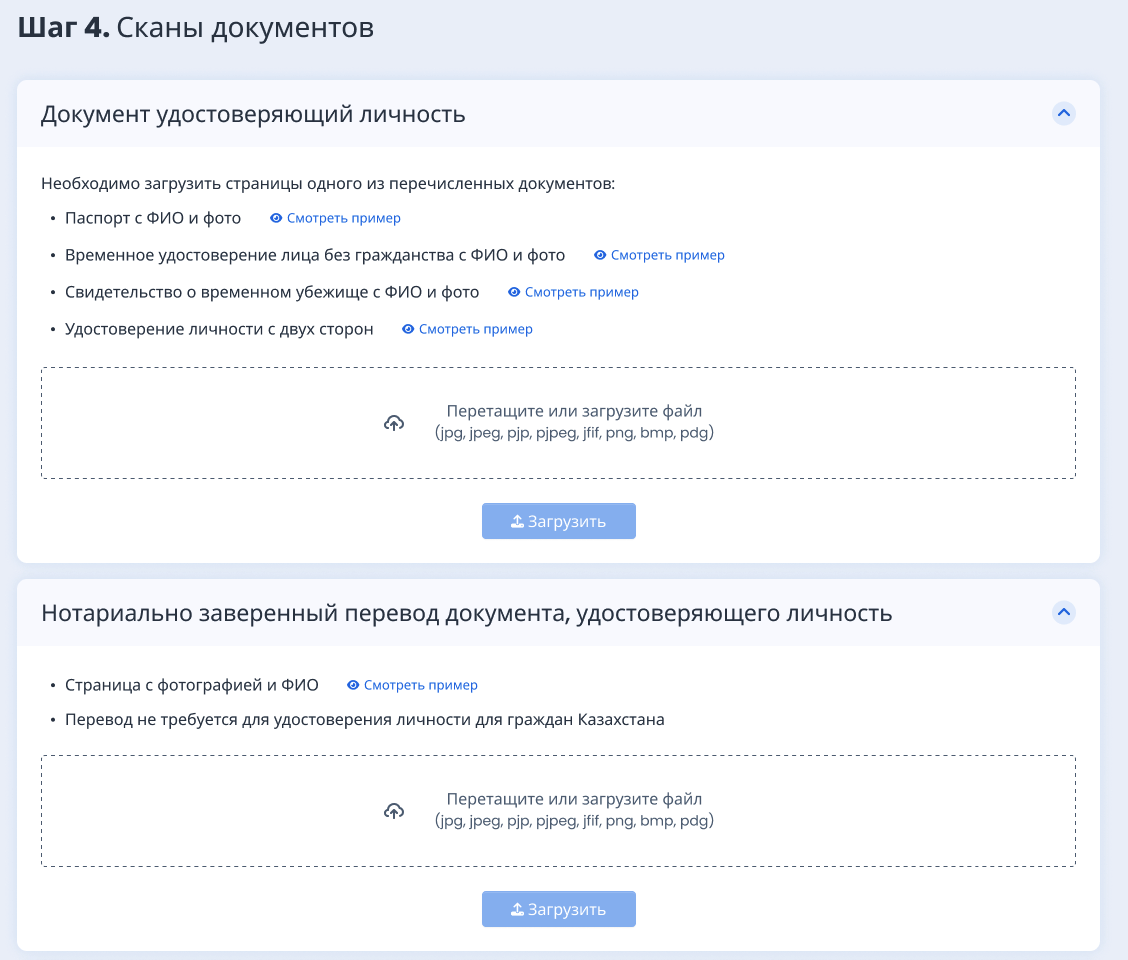 Шаг 4. Сканы документов
Документ удостоверяющий личность
Необходимо загрузить страницы одного из перечисленных документов:
• Паспорт с ФИО и фото Смотреть пример
• Временное удостоверение лица без гражданства с ФИО и фото Смотреть пример
• Свидетельство о временном убежище с ФИО и фото Смотреть пример
• Удостоверение личности с двух сторон Смотреть пример
Перетащите или загрузите файл
(jpg, jpeg, pjp, pjpeg, jfif, png, bmp, pdg)
Загрузить
Нотариально заверенный перевод документа, удостоверяющего личность
• Страница с фотографией и ФИО Смотреть пример
• Перевод не требуется для удостоверения личности для граждан Казахстана
Перетащите или загрузите файл
(jpg, jpeg, pjp, pjpeg, jfif, png, bmp, pdg)
Загрузить